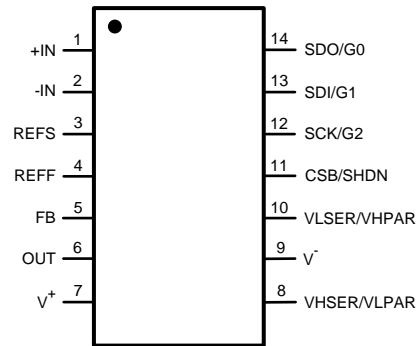 +IN 1
-IN 2
REFS 3
REFF 4
FB 5
OUT 6
V+ 7
14 SDO/G0
13 SDI/G1
12 SCK/G2
11 CSB/SHDN
10 VLSER/VHPAR
9 V-
8 VHSER/VLPAR